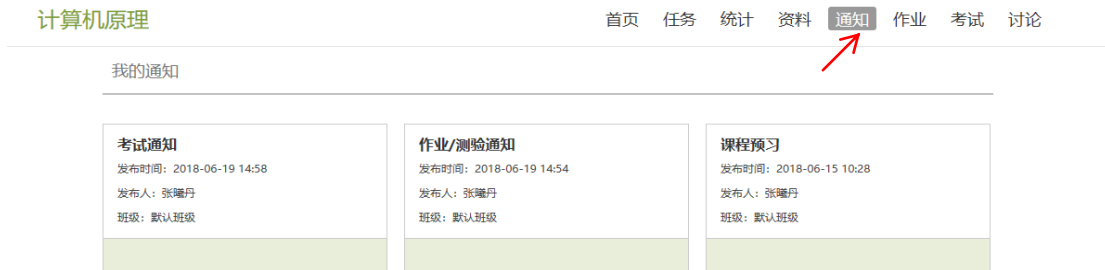 计算机原理
首页 任务 统计 资料 通知 作业 考试 讨论
我的通知
考试通知
发布时间：2018-06-19 14:58
发布人：张曦丹
班级：默认班级
作业/测验通知
发布时间：2018-06-19 14:54
发布人：张曦丹
班级：默认班级
课程预习
发布时间：2018-06-15 10:28
发布人：张曦丹
班级：默认班级